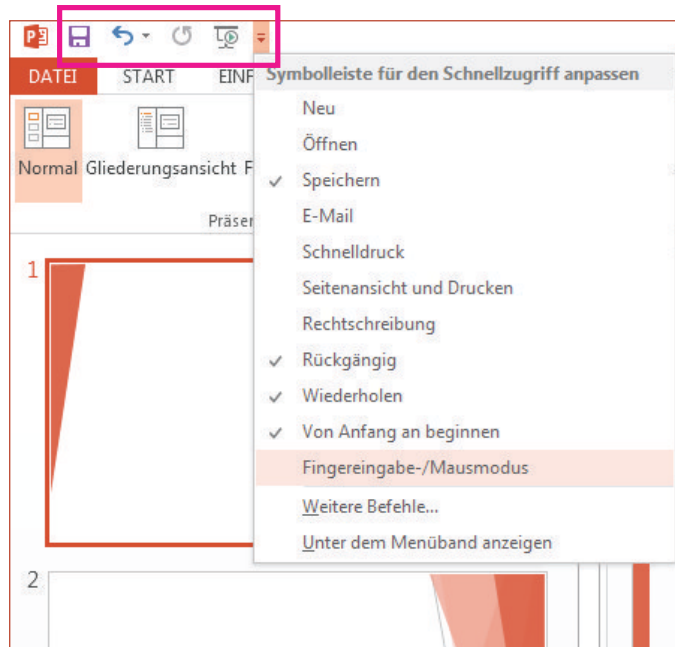 DATEI START EINF
Symbolleiste für den Schnellzugriff anpassen
Neu
Öffnen
Speichern
E-Mail
Schnelldruck
Seitenansicht und Drucken
Rechtschreibung
Rückgängig
Wiederholen
Von Anfang an beginnen
Fingereingabe-/Mausmodus
Weitere Befehle...
Unter dem Menüband anzeigen
Normal Gliederungsansicht F
Präsen
1
2